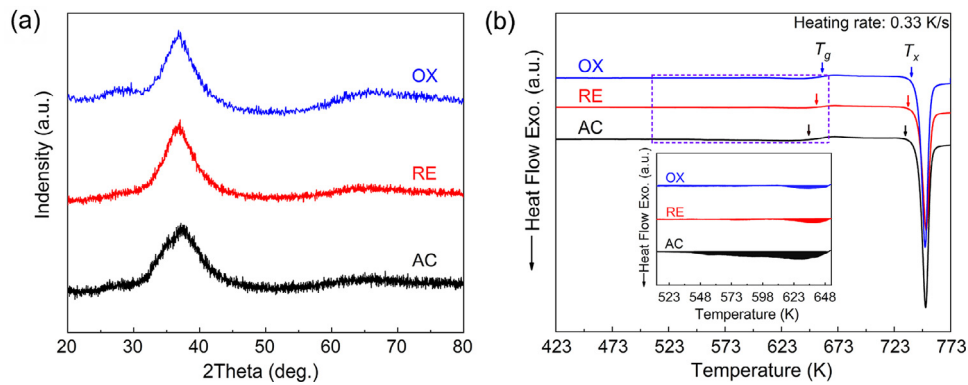 (a)
OX
RE
AC
Indensity (a.u.)
20 30 40 50 60 70 80
2Theta (deg.)
(b)
Heating rate: 0.33 K/s
Tg
Tx
OX
RE
AC
Heat Flow Exo. (a.u.)
OX
RE
AC
Heat Flow Exo. (a.u.)
523 548 573 598 623 648
Temperature (K)
423 473 523 573 623 673 723 773
Temperature (K)